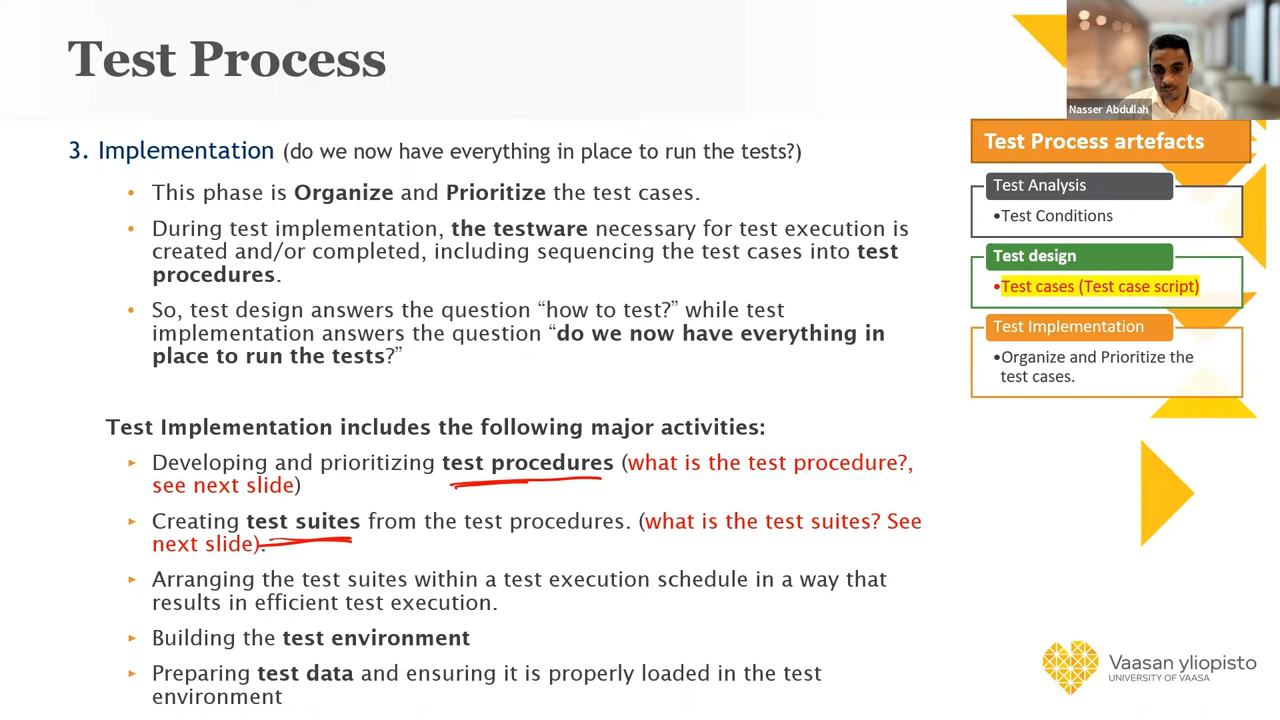 Test Process
Nasser Abdullah
3. Implementation (do we now have everything in place to run the tests?)
• This phase is Organize and Prioritize the test cases.
• During test implementation, the testware necessary for test execution is
created and/or completed, including sequencing the test cases into test
procedures.
• So, test design answers the question “how to test?” while test
implementation answers the question “do we now have everything in
place to run the tests?”
Test Implementation includes the following major activities:
► Developing and prioritizing test procedures (what is the test procedure?,
see next slide)
► Creating test suites from the test procedures. (what is the test suites? See
next slide).
► Arranging the test suites within a test execution schedule in a way that
results in efficient test execution.
► Building the test environment
► Preparing test data and ensuring it is properly loaded in the test
environment
Test Process artefacts
Test Analysis
•Test Conditions
Test design
•Test cases (Test case script)
Test Implementation
•Organize and Prioritize the
test cases.
Vaasan yliopisto
UNIVERSITY OF VAASA